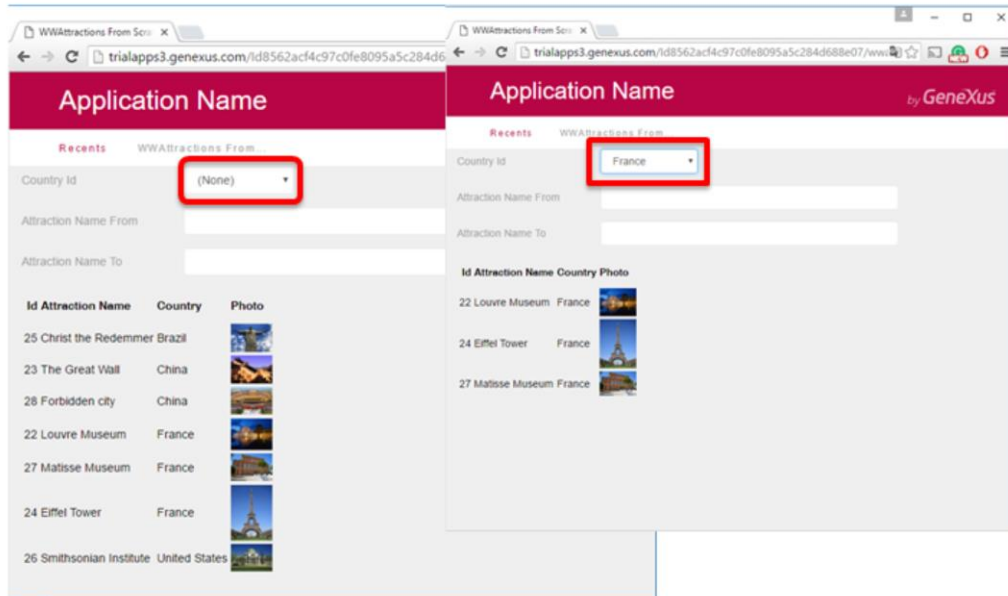 WWAttractions From Scra
trialapps3.genexus.com/Id8562acf4c97c0fe8095a5c284d6
Application Name
Recents WWAttractions From...
Country Id (None)
Attraction Name From
Attraction Name To
Id Attraction Name Country Photo
25 Christ the Redemmer Brazil
23 The Great Wall China
28 Forbidden city China
22 Louvre Museum France
27 Matisse Museum France
24 Eiffel Tower France
26 Smithsonian Institute United States
WWAttractions From Scra
trialapps3.genexus.com/Id8562acf4c97c0fe8095a5c284d688e07/wwa
Application Name
by GeneXus
Recents WWAttractions From...
Country Id France
Attraction Name From
Attraction Name To
Id Attraction Name Country Photo
22 Louvre Museum France
24 Eiffel Tower France
27 Matisse Museum France